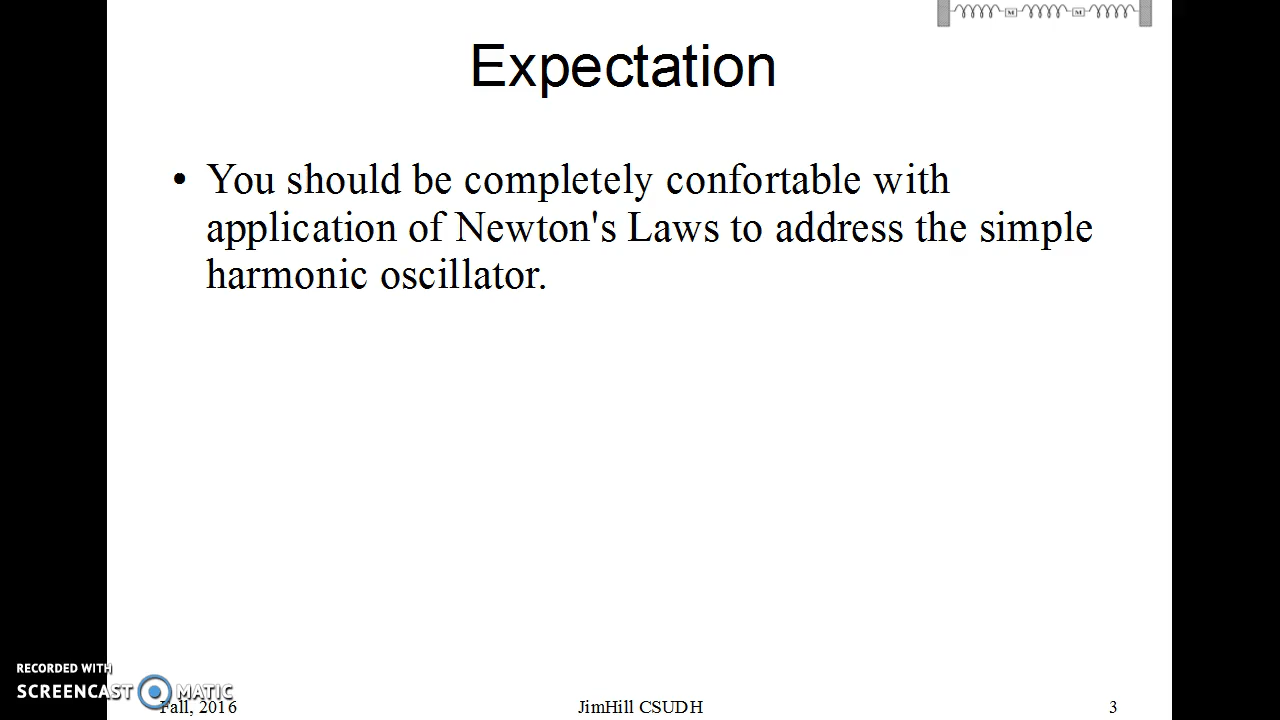 M M
Expectation
• You should be completely confortable with
application of Newton's Laws to address the simple
harmonic oscillator.
RECORDED WITH
SCREENCAST MATIC
Fall, 2016
JimHill CSUDH
3